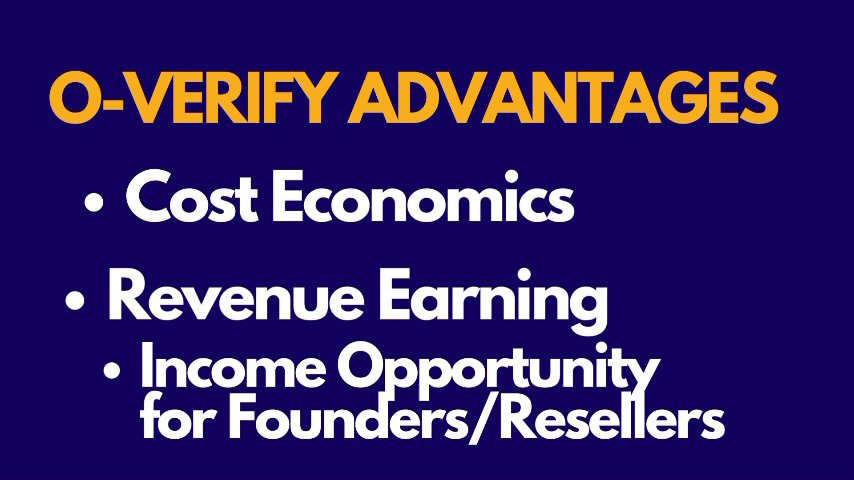 O-VERIFY ADVANTAGES
• Cost Economics
• Revenue Earning
• Income Opportunity
for Founders/Resellers